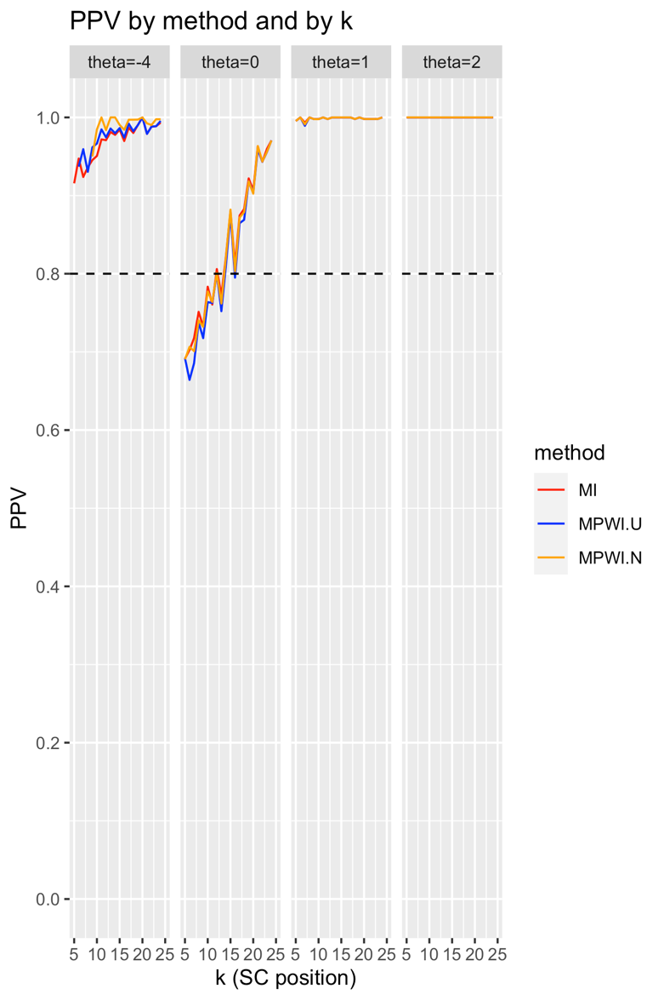 PPV by method and by k
theta=-4 theta=0 theta=1 theta=2
1.0
0.8
0.6
0.4
0.2
0.0
PPV
5 10 15 20 25 5 10 15 20 25 5 10 15 20 25 5 10 15 20 25
k (SC position)
method
MI
MPWI.U
MPWI.N